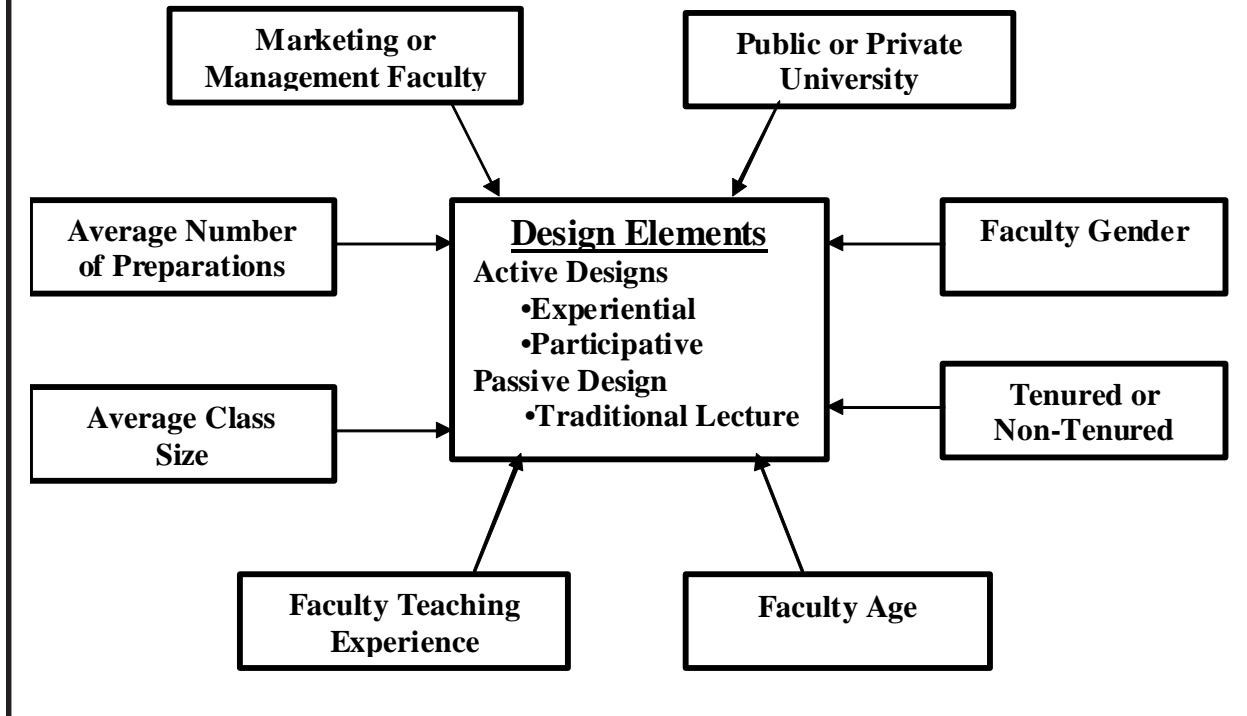 Marketing or
Management Faculty
Public or Private
University
Average Number
of Preparations
Design Elements
Active Designs
•Experiential
•Participative
Passive Design
•Traditional Lecture
Faculty Gender
Average Class
Size
Tenured or
Non-Tenured
Faculty Teaching
Experience
Faculty Age